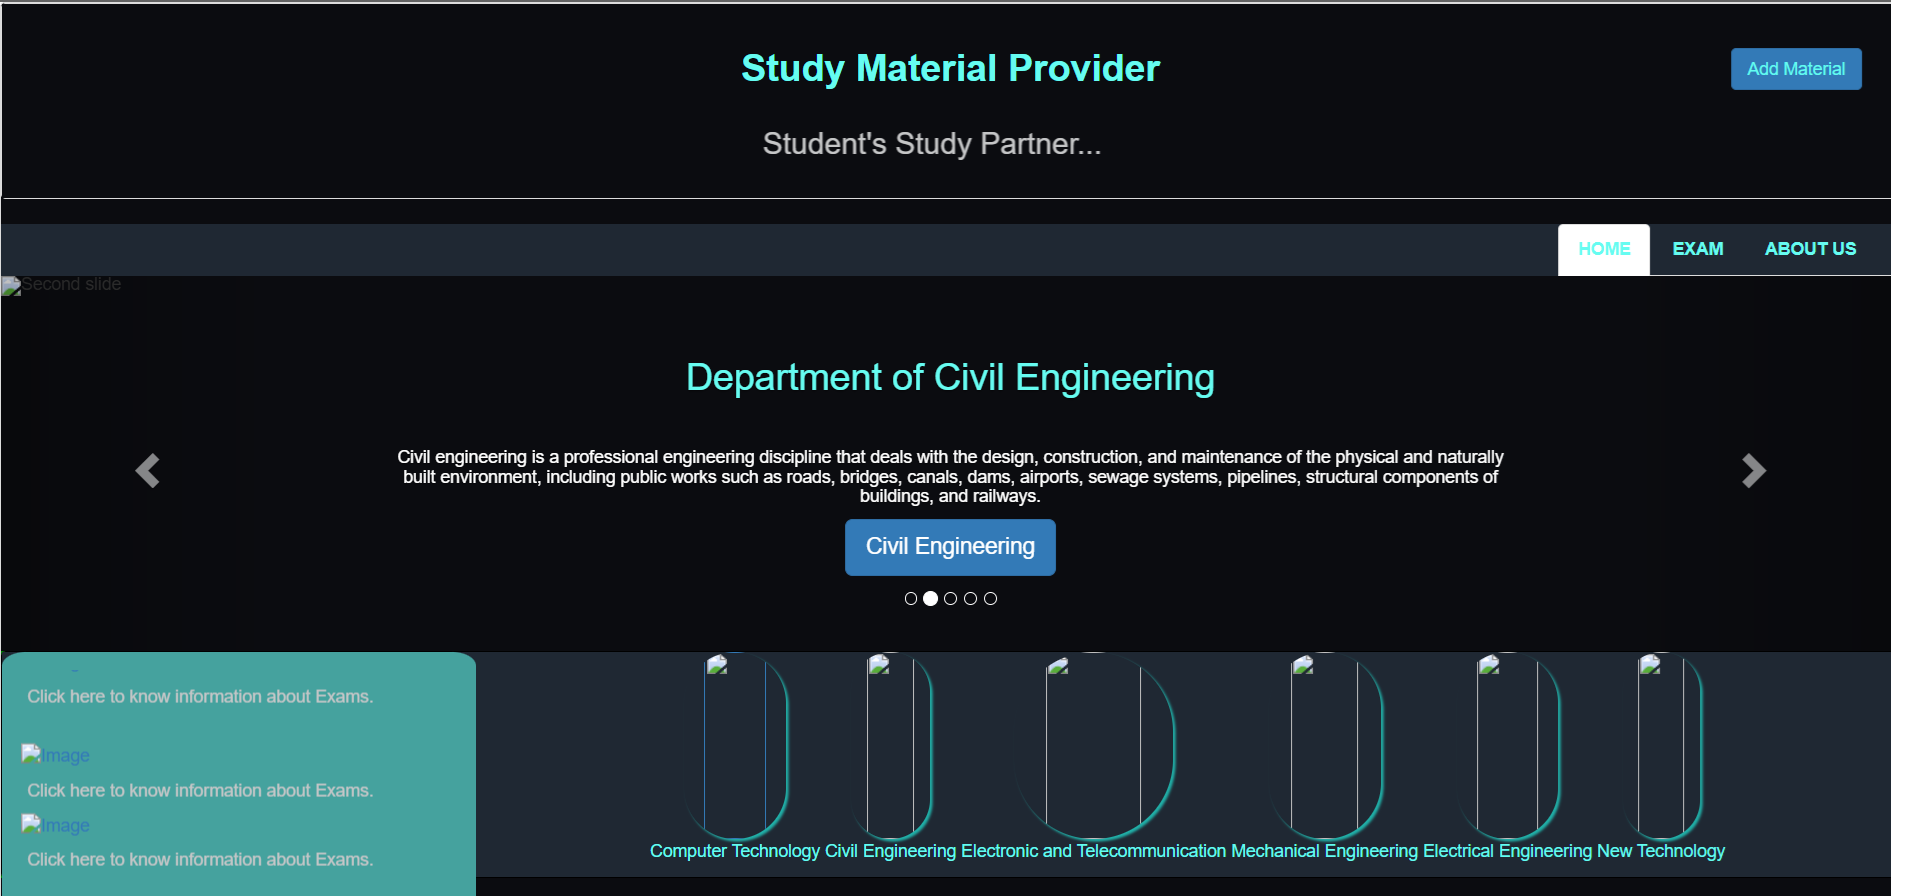 Study Material Provider
Add Material
Student's Study Partner...
HOME
EXAM
ABOUT US
Second slide
Department of Civil Engineering
Civil engineering is a professional engineering discipline that deals with the design, construction, and maintenance of the physical and naturally
built environment, including public works such as roads, bridges, canals, dams, airports, sewage systems, pipelines, structural components of
buildings, and railways.
Civil Engineering
Click here to know information about Exams.
Image
Click here to know information about Exams.
Image
Click here to know information about Exams.
Computer Technology Civil Engineering Electronic and Telecommunication Mechanical Engineering Electrical Engineering New Technology